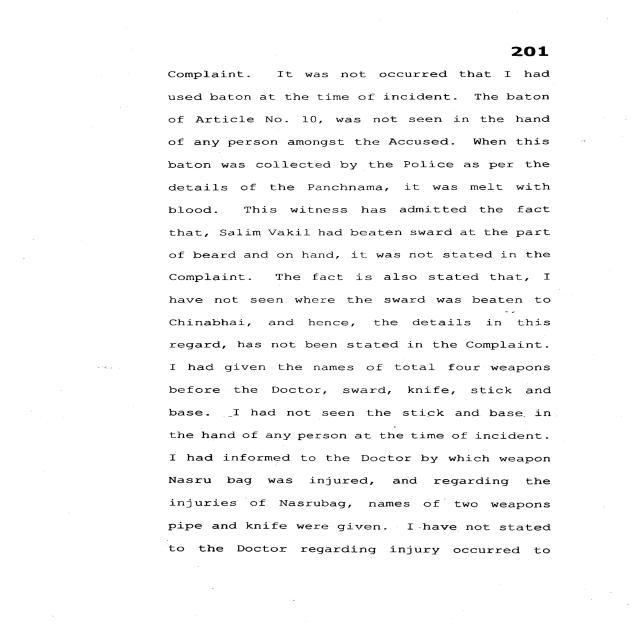 201
Complaint. It was not occurred that I had
used baton at the time of incident. The baton
of Article No. 10, was not seen in the hand
of any person amongst the Accused. When this
baton was collected by the Police as per the
details of the Panchnama, it was melt with
blood. This witness has admitted the fact
that, Salim Vakil had beaten sward at the part
of beard and on hand, it was not stated in the
Complaint. The fact is also stated that, I
have not seen where the sward was beaten to
Chinabhai, and hence, the details in this
regard, has not been stated in the Complaint.
I had given the names of total four weapons
before the Doctor, sward, knife, stick and
base. I had not seen the stick and base in
the hand of any person at the time of incident.
I had informed to the Doctor by which weapon
Nasru bag was injured, and regarding the
injuries of Nasrubag, names of two weapons
pipe and knife were given. I have not stated
to the Doctor regarding injury occurred to